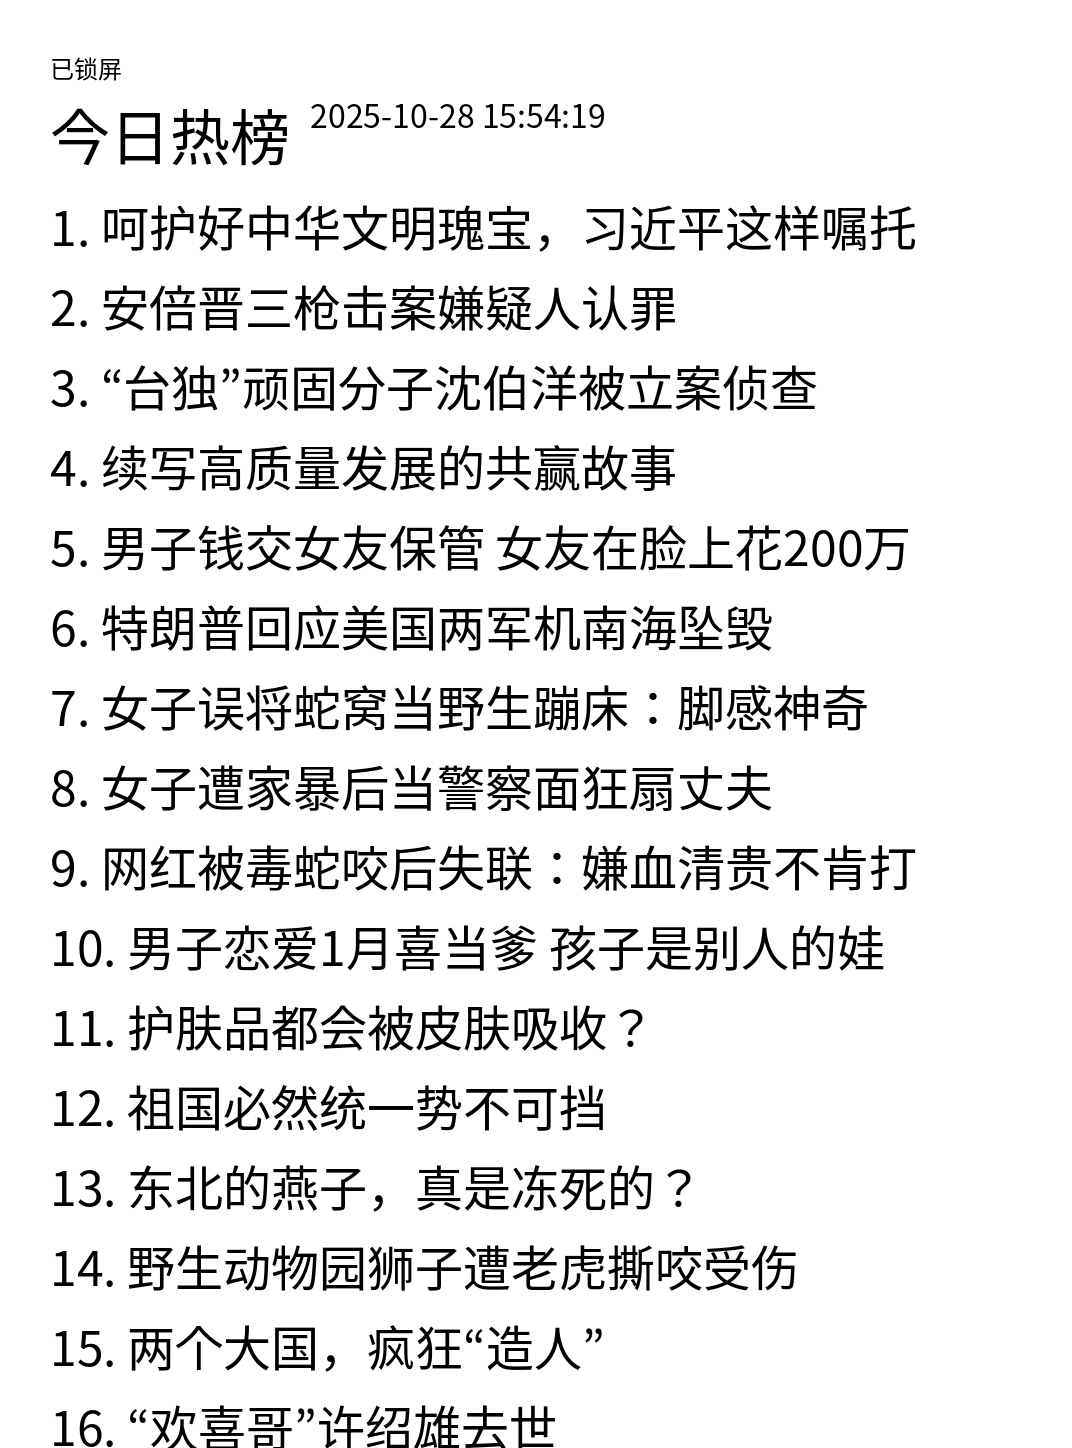 已锁屏
今日热榜 2025-10-28 15:54:19
1. 呵护好中华文明瑰宝，习近平这样嘱托
2. 安倍晋三枪击案嫌疑人认罪
3. “台独”顽固分子沈伯洋被立案侦查
4. 续写高质量发展的共赢故事
5. 男子钱交女友保管 女友在脸上花200万
6. 特朗普回应美国两军机南海坠毁
7. 女子误将蛇窝当野生蹦床：脚感神奇
8. 女子遭家暴后当警察面狂扇丈夫
9. 网红被毒蛇咬后失联：嫌血清贵不肯打
10. 男子恋爱1月喜当爹 孩子是别人的娃
11. 护肤品都会被皮肤吸收？
12. 祖国必然统一势不可挡
13. 东北的燕子，真是冻死的？
14. 野生动物园狮子遭老虎撕咬受伤
15. 两个大国，疯狂“造人”
16. “欢喜哥”许绍雄去世